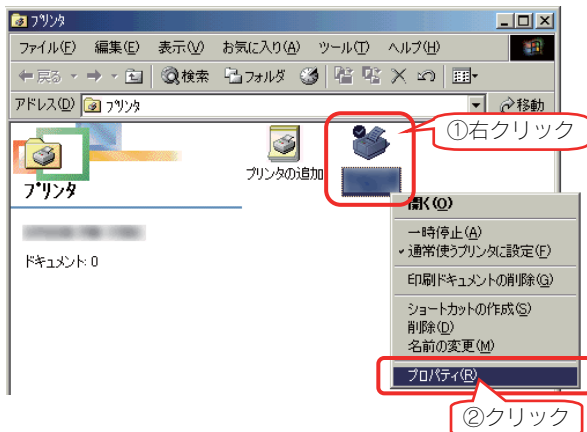 プリンタ
ファイル(F) 編集(E) 表示(V) お気に入り(A) ツール(T) ヘルプ(H)
戻る 検索 フォルダ
アドレス(D) プリンタ 移動
①右クリック
プリンタの追加
プリンタ
ドキュメント: 0
開く(O)
一時停止(A)
通常使うプリンタに設定(F)
印刷ドキュメントの削除(G)
ショートカットの作成(S)
削除(D)
名前の変更(M)
プロパティ(R)
②クリック